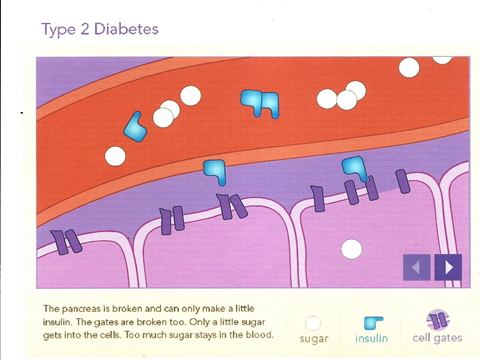 Type 2 Diabetes
The pancreas is broken and can only make a little
insulin. The gates are broken too. Only a little sugar
gets into the cells. Too much sugar stays in the blood.
sugar
insulin
cell gates